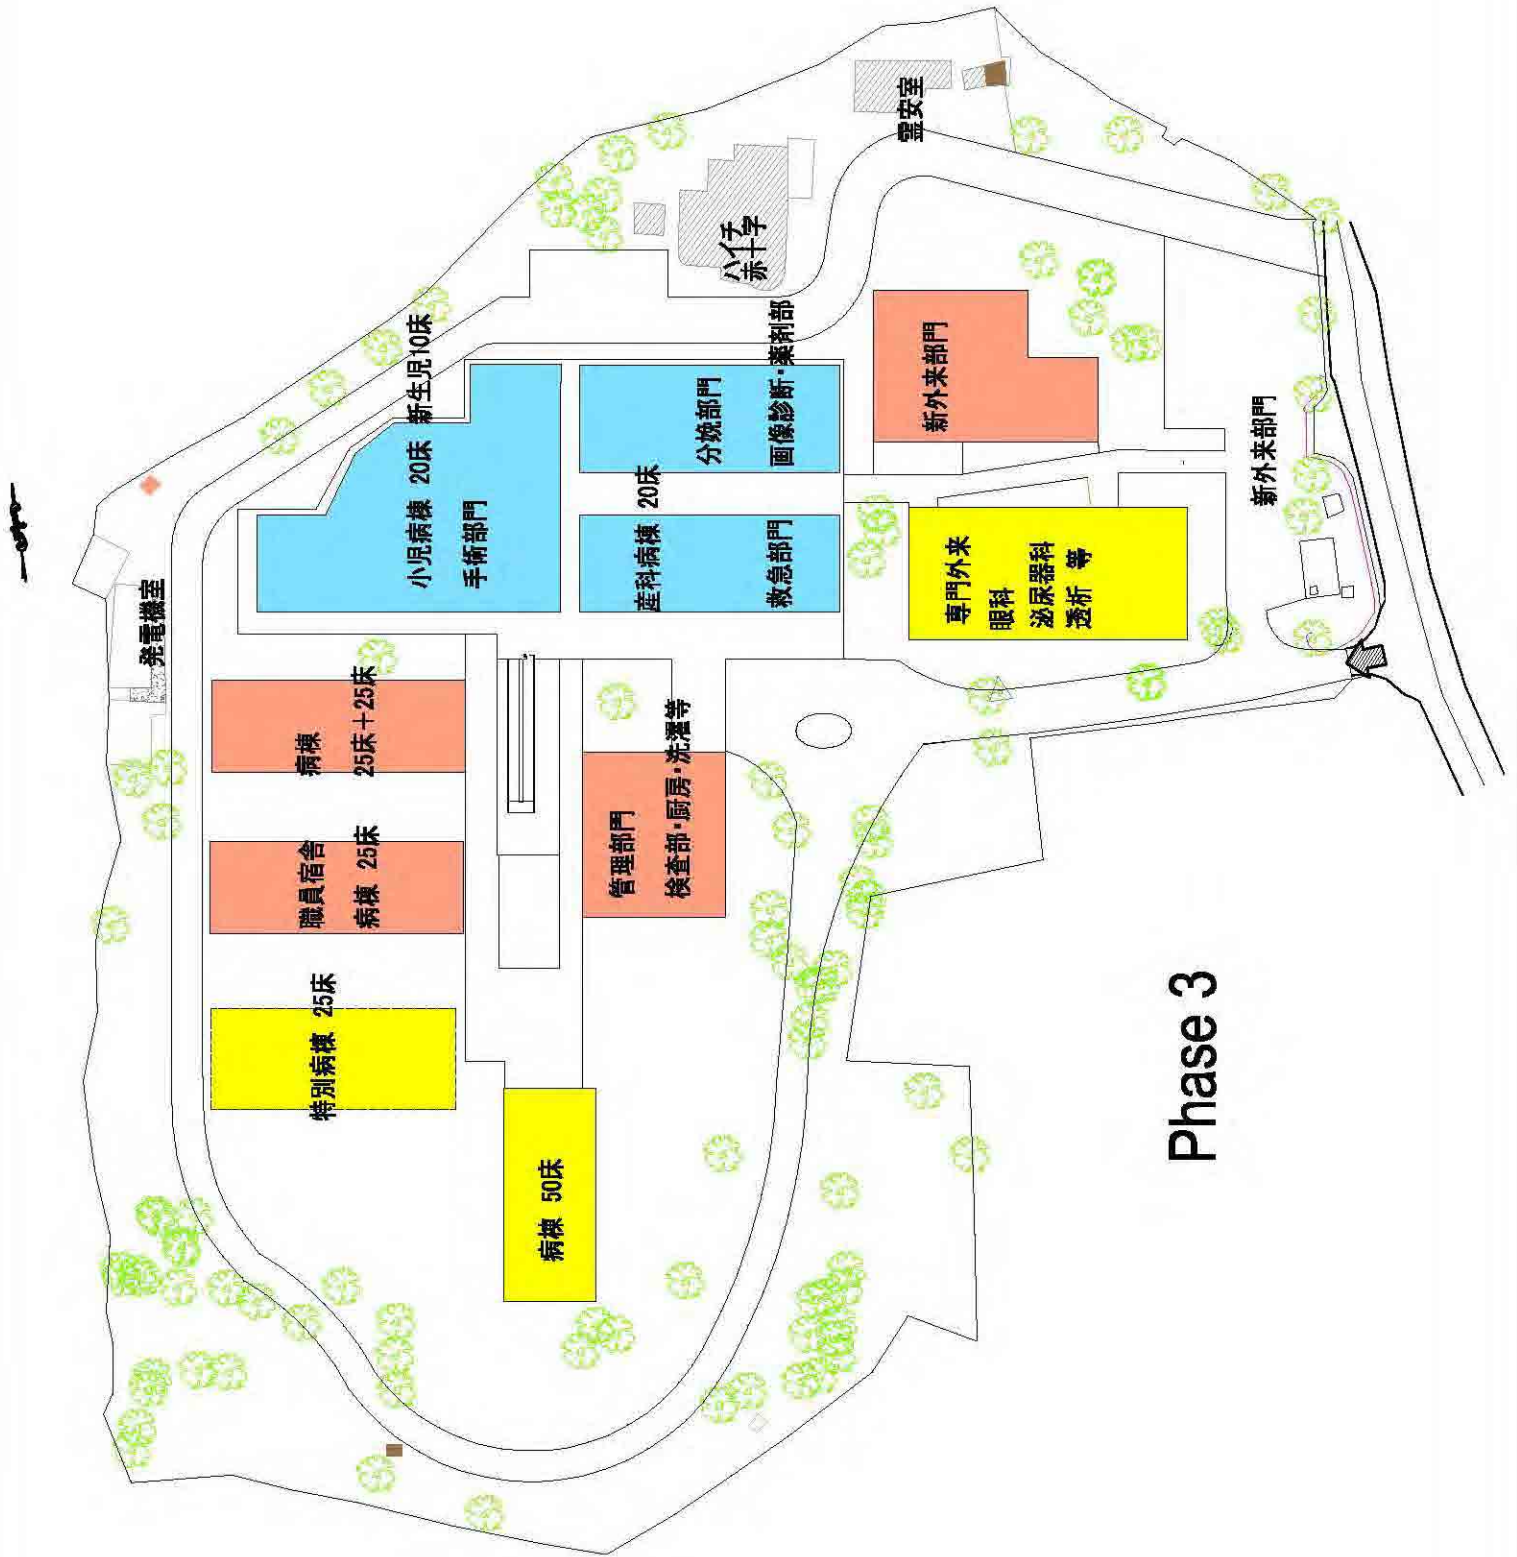 発電機室
特別病棟 25床
職員宿舎
病棟 25床
病棟
25床+25床
小児病棟 20床 新生児10床
手術部門
病棟 50床
管理部門
検査部・厨房・洗濯等
産科病棟 20床
救急部門
分娩部門
画像診断・薬剤部
ハイチ
赤十字
霊安室
新外来部門
専門外来
眼科
泌尿器科
透析 等
新外来部門
Phase 3